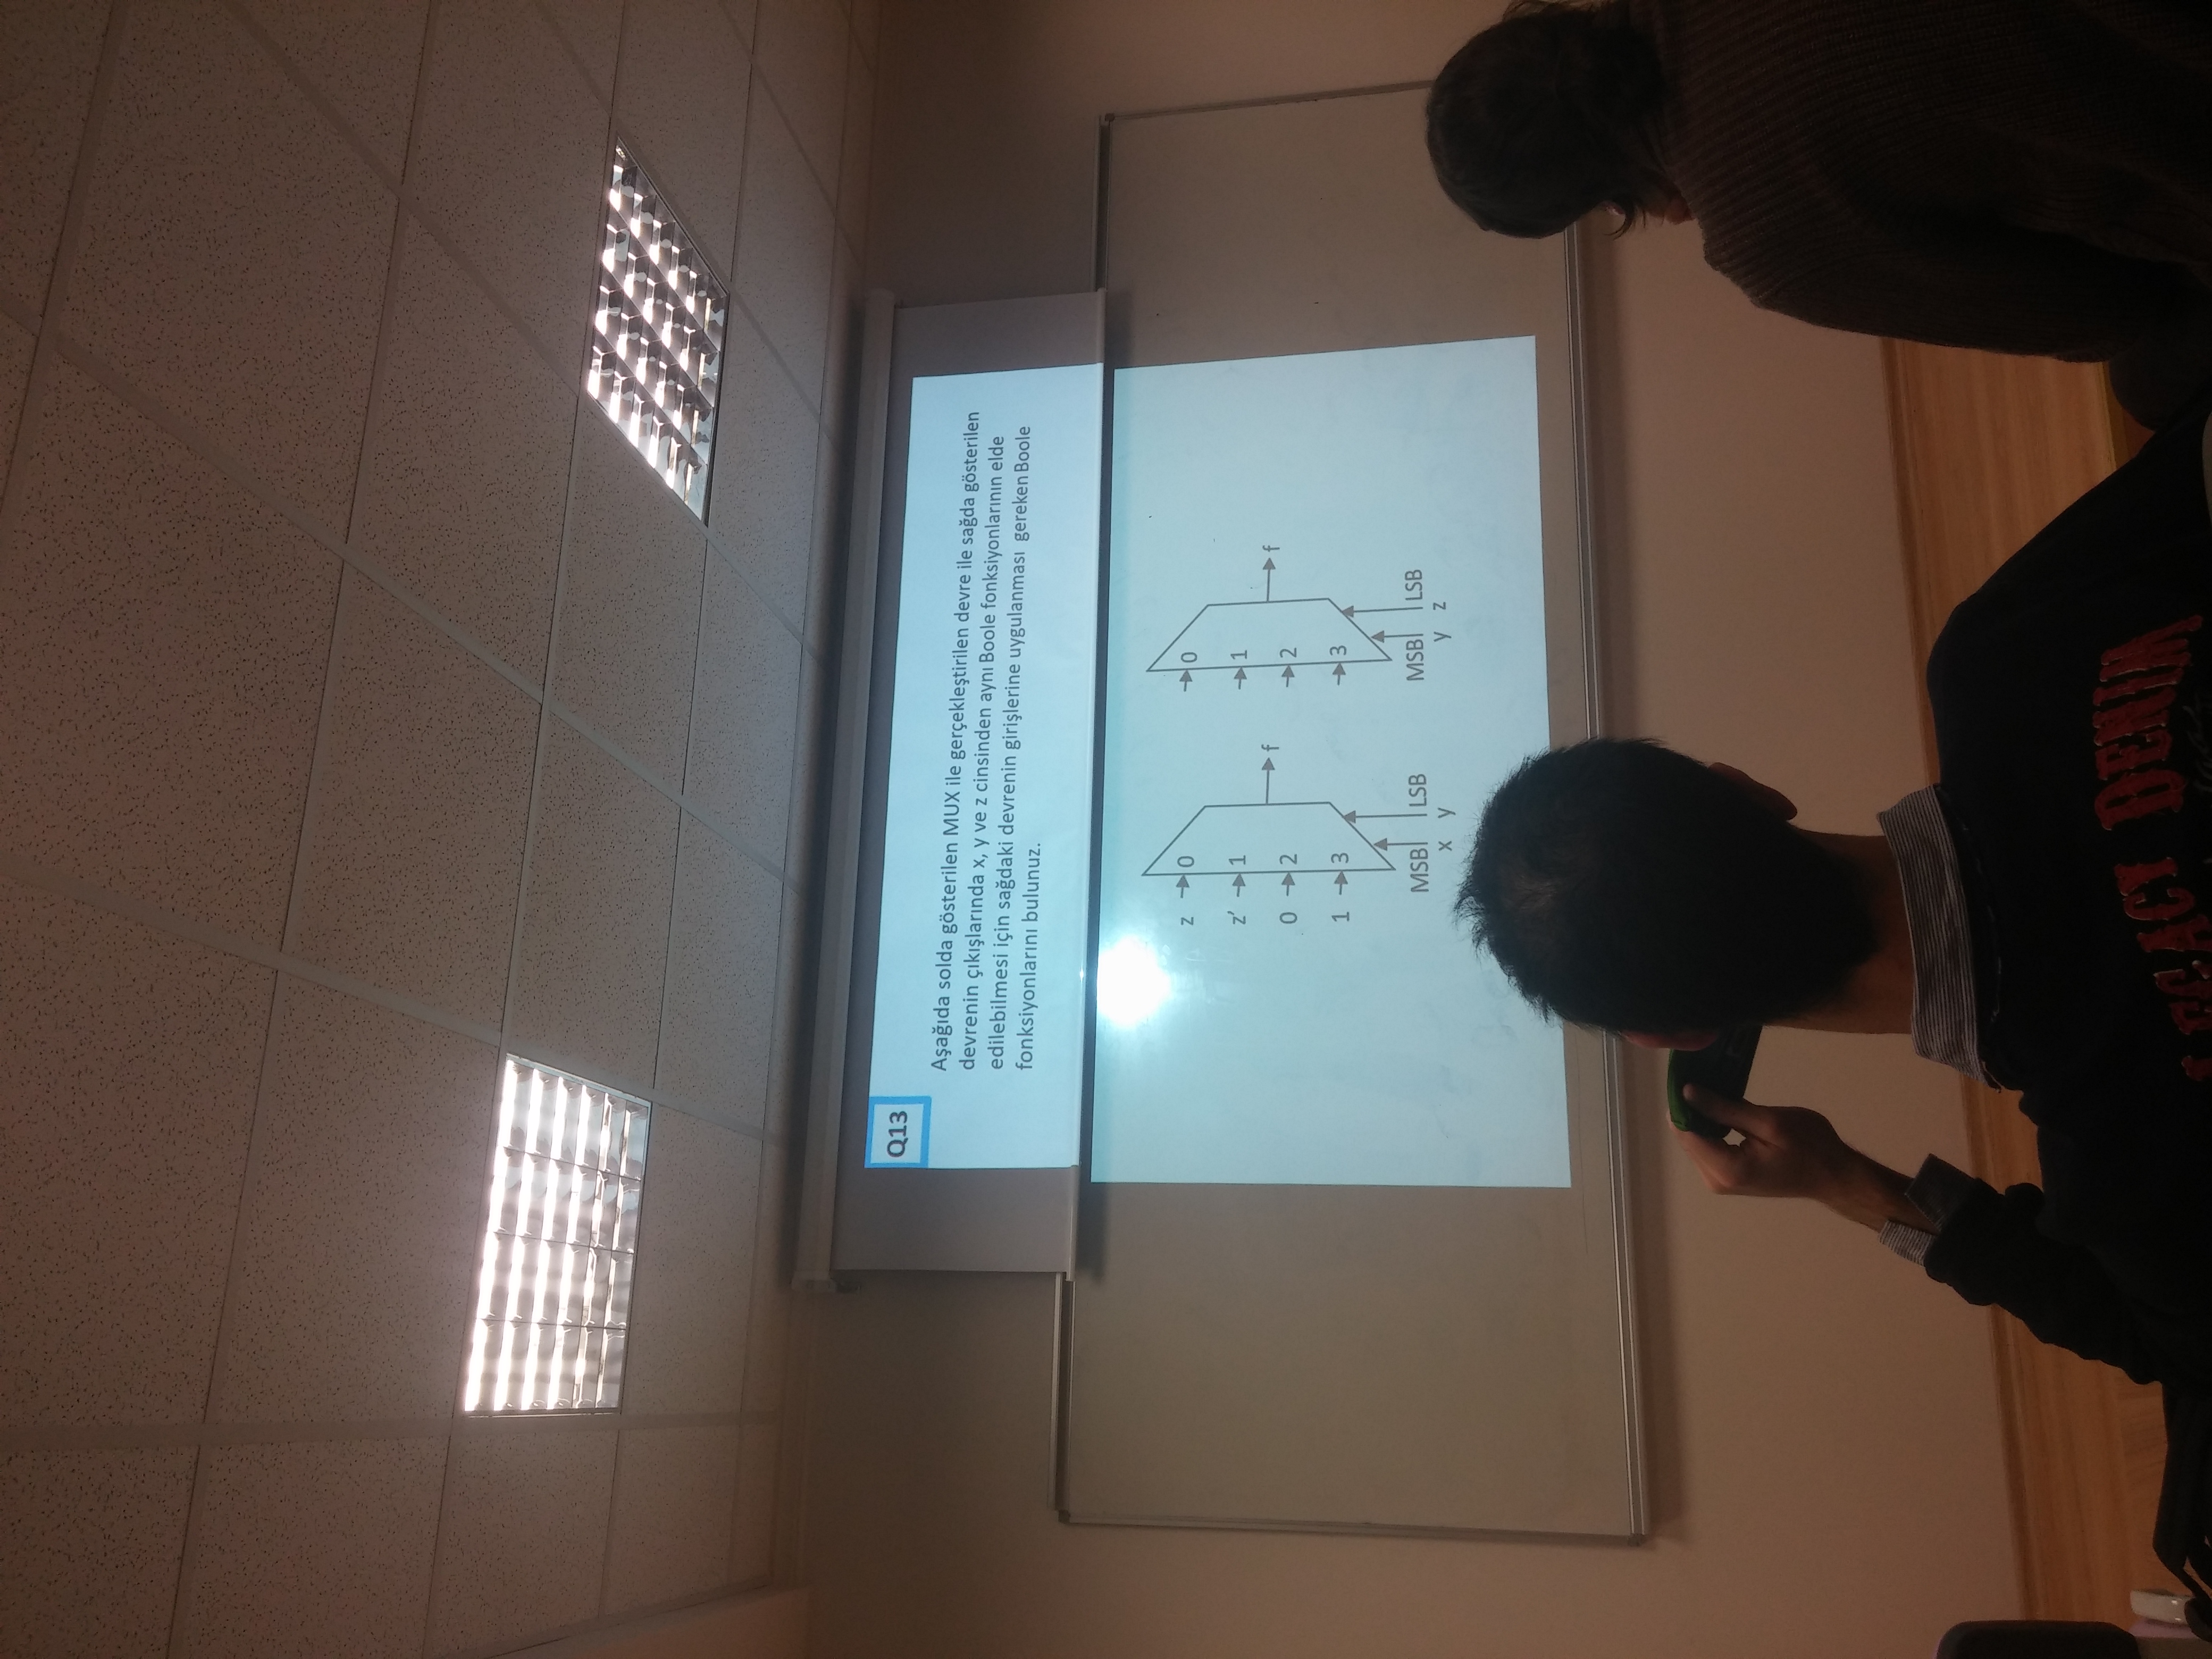 Q13
Aşağıda solda gösterilen MUX ile gerçekleştirilen devre ile sağda gösterilen
devrenin çıkışlarında x, y ve z cinsinden aynı Boole fonksiyonlarının elde
edilebilmesi için sağdaki devrenin girişlerine uygulanması gereken Boole
fonksiyonlarını bulunuz.
z 0 0
z' 1 1
f f
0 2 2
1 3 3
MSB LSB MSB LSB
x y y z
LEGACY DENIM